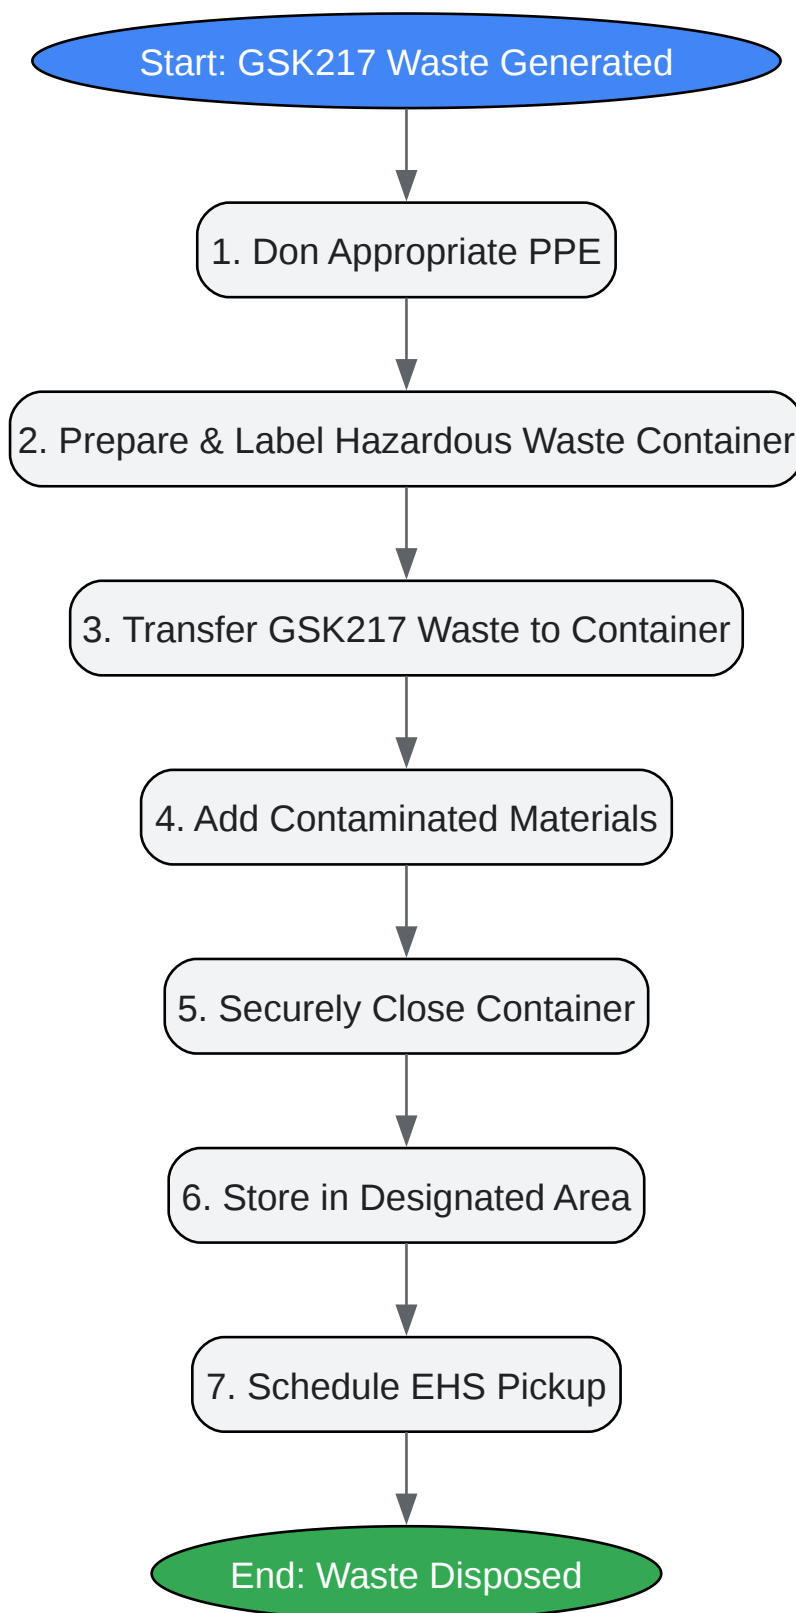 Start: GSK217 Waste Generated
1. Don Appropriate PPE
2. Prepare & Label Hazardous Waste Container
3. Transfer GSK217 Waste to Container
4. Add Contaminated Materials
5. Securely Close Container
6. Store in Designated Area
7. Schedule EHS Pickup
End: Waste Disposed